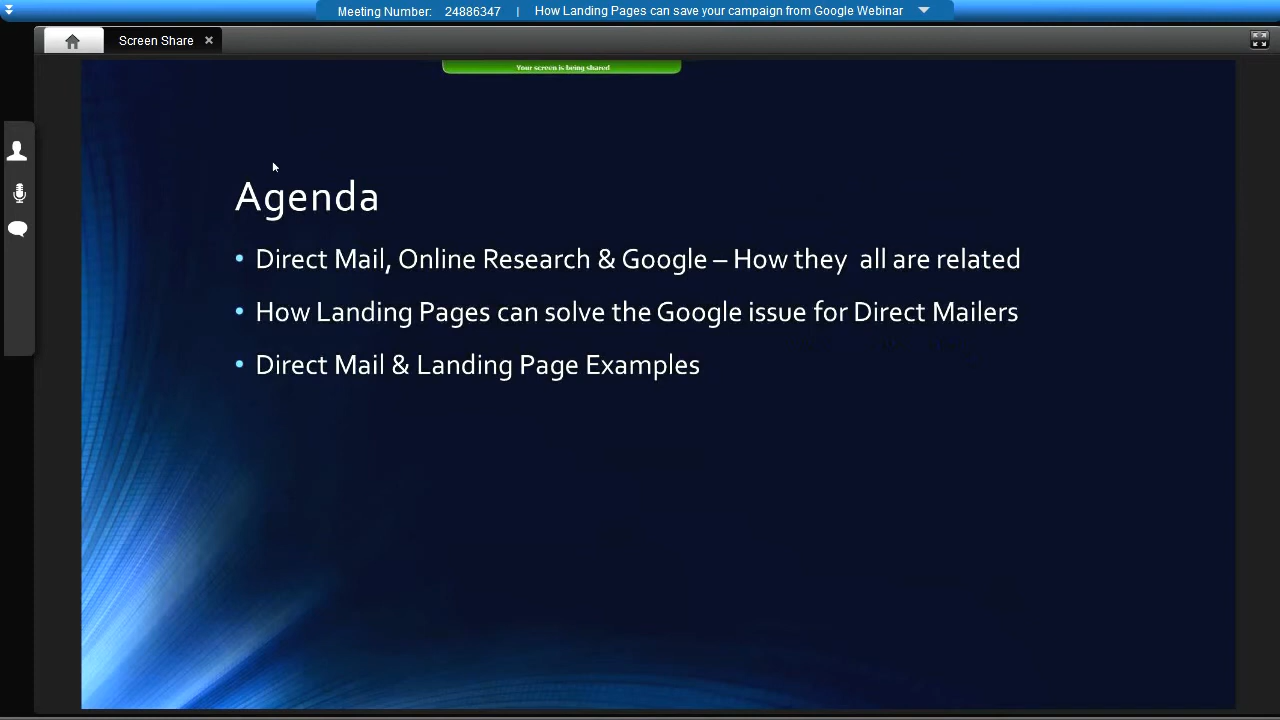 Meeting Number: 24886347 | How Landing Pages can save your campaign from Google Webinar
Screen Share
Your screen is being shared
Agenda
• Direct Mail, Online Research & Google – How they all are related
• How Landing Pages can solve the Google issue for Direct Mailers
• Direct Mail & Landing Page Examples